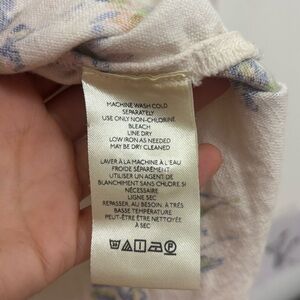 MACHINE WASH COLD
SEPARATELY
USE ONLY NON-CHLORINE
BLEACH
LINE DRY
LOW IRON AS NEEDED
MAY BE DRY CLEANED
LAVER À LA MACHINE À L'EAU
FROIDE SÉPARÉMENT
UTILISER UN AGENT DE
BLANCHIMENT SANS CHLORE SI
NÉCESSAIRE
LIGNE SEC
REPASSER, AU BESOIN, À TRÈS
BASSE TEMPÉRATURE
PEUT-ÊTRE ÊTRE NETTOYÉE
À SEC